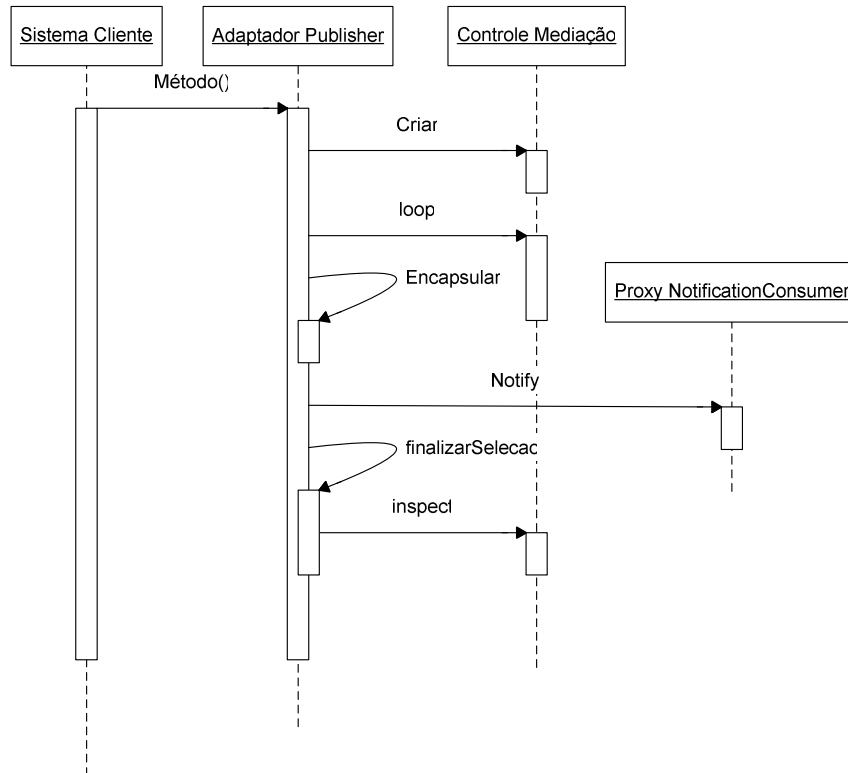 Sistema Cliente
Adaptador Publisher
Controle Mediação
Método()
Criar
loop
Encapsular
Proxy NotificationConsumer
Notify
finalizarSelecao
inspect